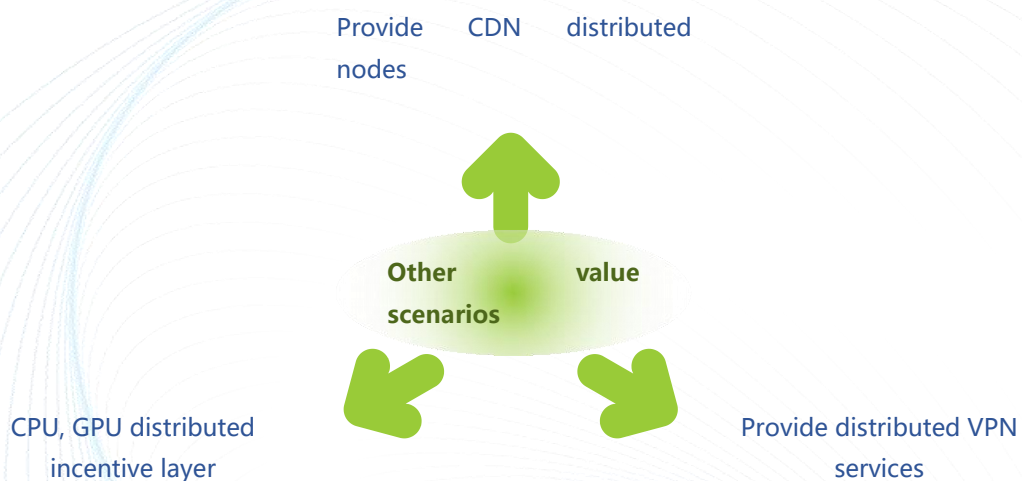 Provide CDN distributed
nodes
Other value
scenarios
CPU, GPU distributed
incentive layer
Provide distributed VPN
services